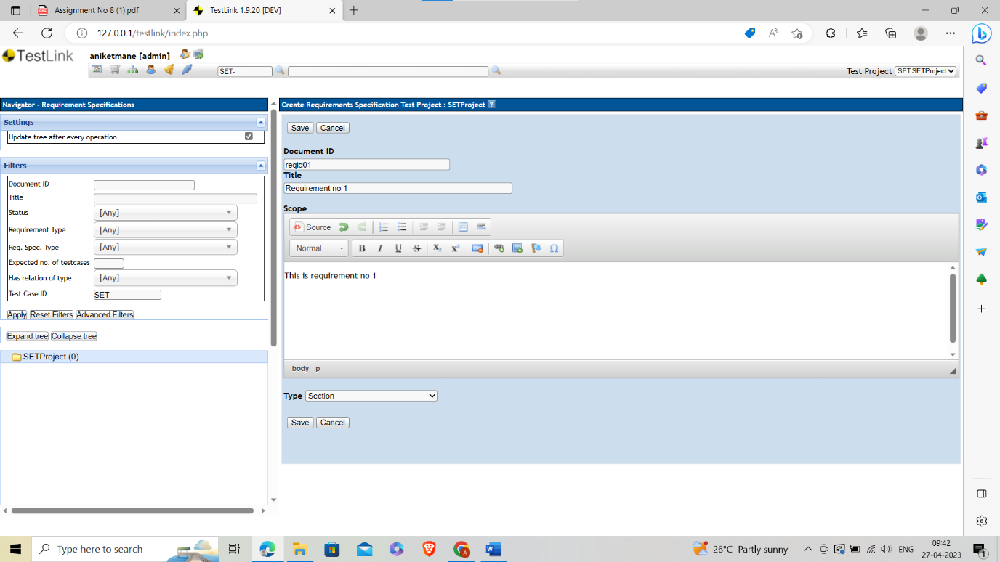 Assignment No 8 (1).pdf
TestLink 1.9.20 [DEV]
127.0.0.1/testlink/index.php
TestLink
aniketmane [admin]
SET-
Test Project SET:SETProject
Navigator - Requirement Specifications
Settings
Update tree after every operation
Filters
Document ID
Title
Status [Any]
Requirement Type [Any]
Req. Spec. Type [Any]
Expected no. of testcases
Has relation of type [Any]
Test Case ID SET-
Apply Reset Filters Advanced Filters
Expand tree Collapse tree
SETProject (0)
Create Requirements Specification Test Project : SETProject ?
Save Cancel
Document ID
reqid01
Title
Requirement no 1
Scope
Source
Normal B I U S X₂ X² Ω
This is requirement no 1
body p
Type Section
Save Cancel
Type here to search
26°C Partly sunny
ENG
09:42
27-04-2023
1